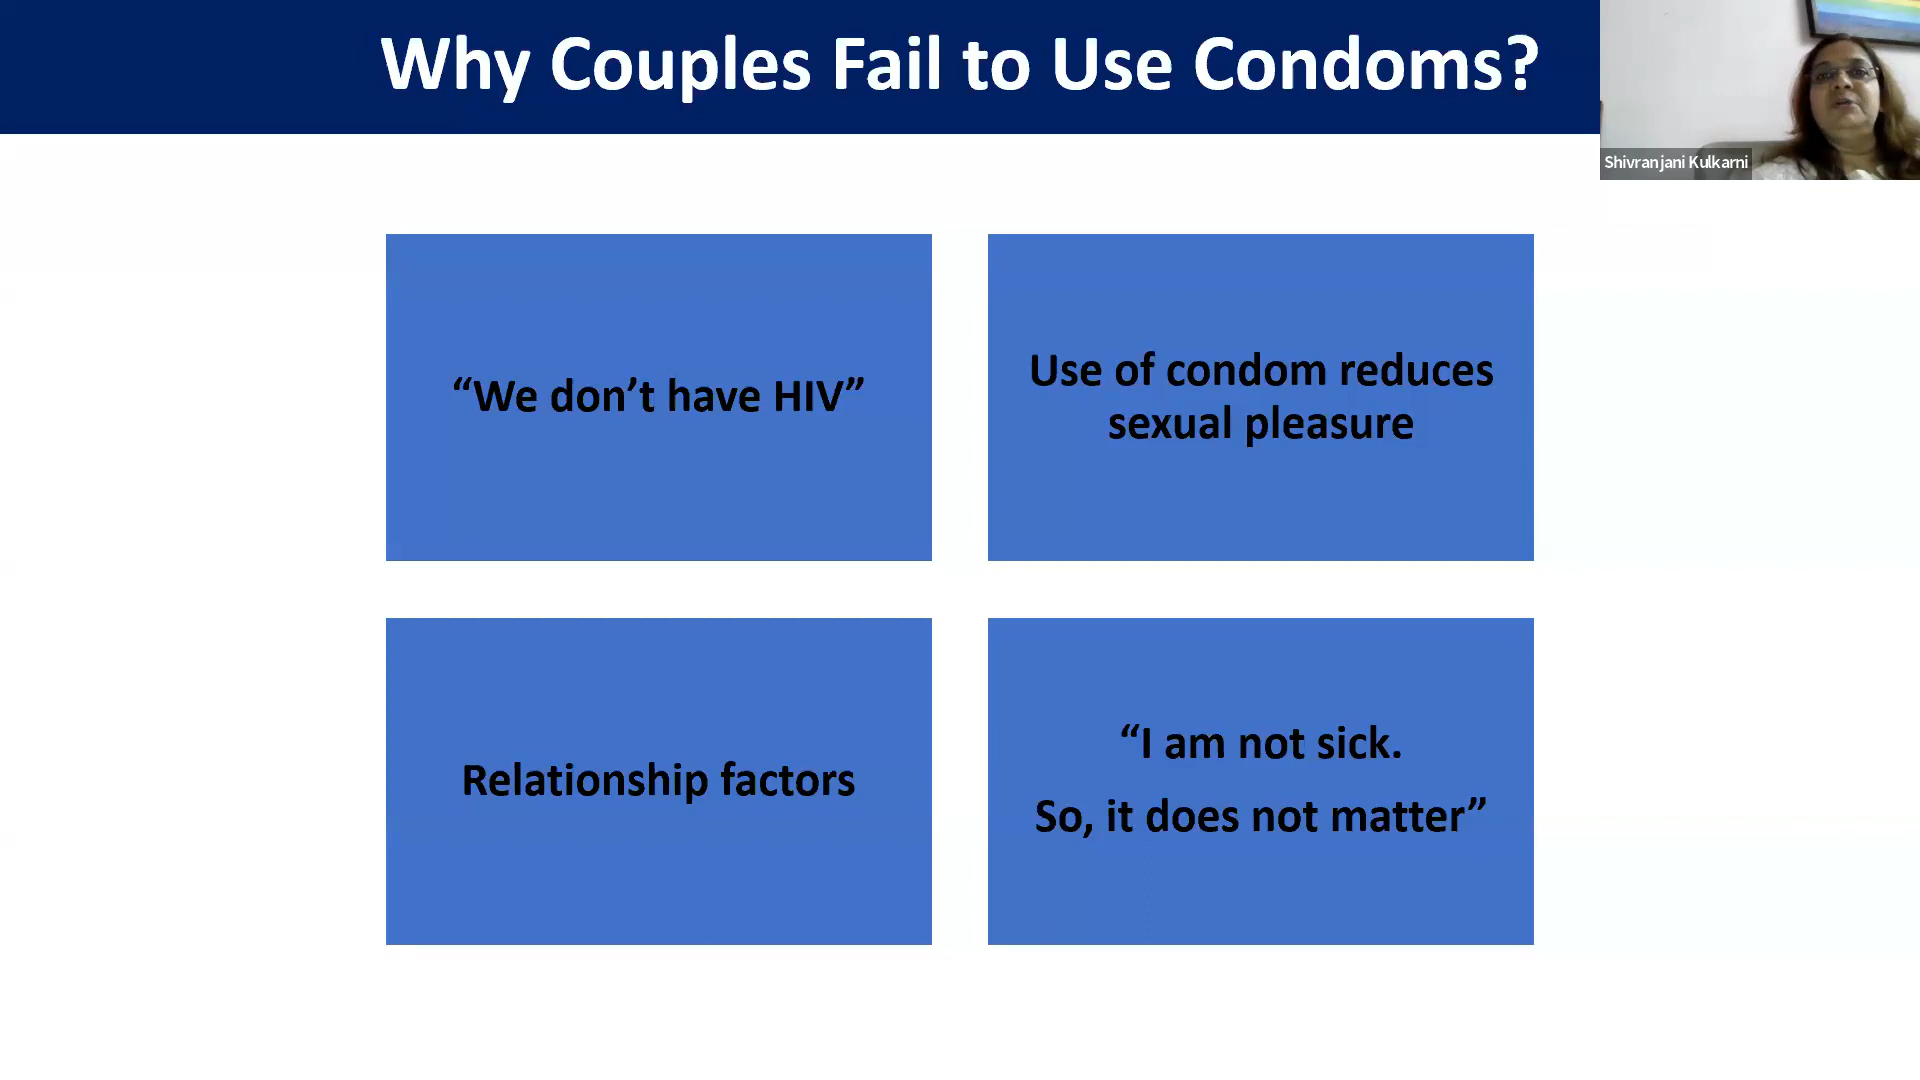 Why Couples Fail to Use Condoms?
Shivranjani Kulkarni
“We don’t have HIV”
Use of condom reduces
sexual pleasure
Relationship factors
“I am not sick.
So, it does not matter”